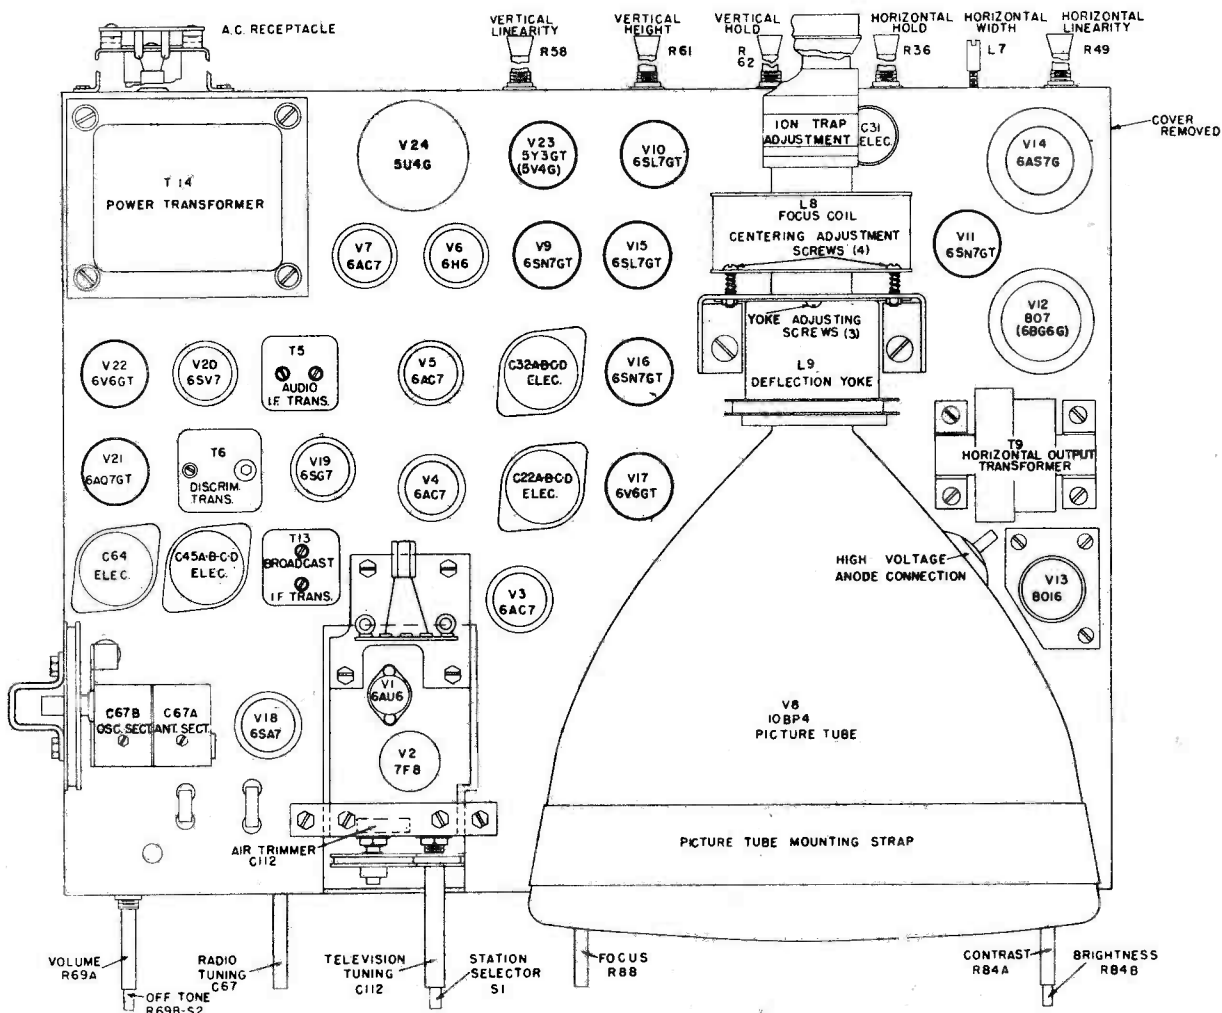 A.C. RECEPTACLE
VERTICAL
LINEARITY
R58
VERTICAL
HEIGHT
R61
VERTICAL
HOLD
R
62
HORIZONTAL
HOLD
R36
HORIZONTAL
WIDTH
L7
HORIZONTAL
LINEARITY
R49
COVER
REMOVED
T 14
POWER TRANSFORMER
V24
5U4G
V23
5Y3GT
(5V4G)
V10
6SL7GT
ION TRAP
ADJUSTMENT
C31
ELEC.
V14
6AS7G
V7
6AC7
V6
6H6
V9
6SN7GT
V15
6SL7GT
L8
FOCUS COIL
CENTERING ADJUSTMENT
SCREWS (4)
V11
6SN7GT
YOKE ADJUSTING
SCREWS (3)
L9
DEFLECTION YOKE
V12
807
(6BG6G)
V22
6V6GT
V20
6SV7
T5
AUDIO
I.F. TRANS.
V5
6AC7
C32A-B-C-D
ELEC.
V16
6SN7GT
V21
6AQ7GT
T6
DISCRIM.
TRANS.
V19
6SG7
V4
6AC7
C22A-B-C-D
ELEC.
V17
6V6GT
T9
HORIZONTAL OUTPUT
TRANSFORMER
C64
ELEC.
C45A-B-C-D
ELEC.
T13
BROADCAST
I.F. TRANS.
V3
6AC7
HIGH VOLTAGE
ANODE CONNECTION
V13
8016
V1
6AU6
C67B
OSC. SECT.
C67A
ANT. SECT.
V18
6SA7
V2
7F8
V8
10BP4
PICTURE TUBE
AIR TRIMMER
C112
PICTURE TUBE MOUNTING STRAP
VOLUME
R69A
OFF TONE
R69B-S2
RADIO
TUNING
C67
TELEVISION
TUNING
C112
STATION
SELECTOR
S1
FOCUS
R88
CONTRAST
R84A
BRIGHTNESS
R84B